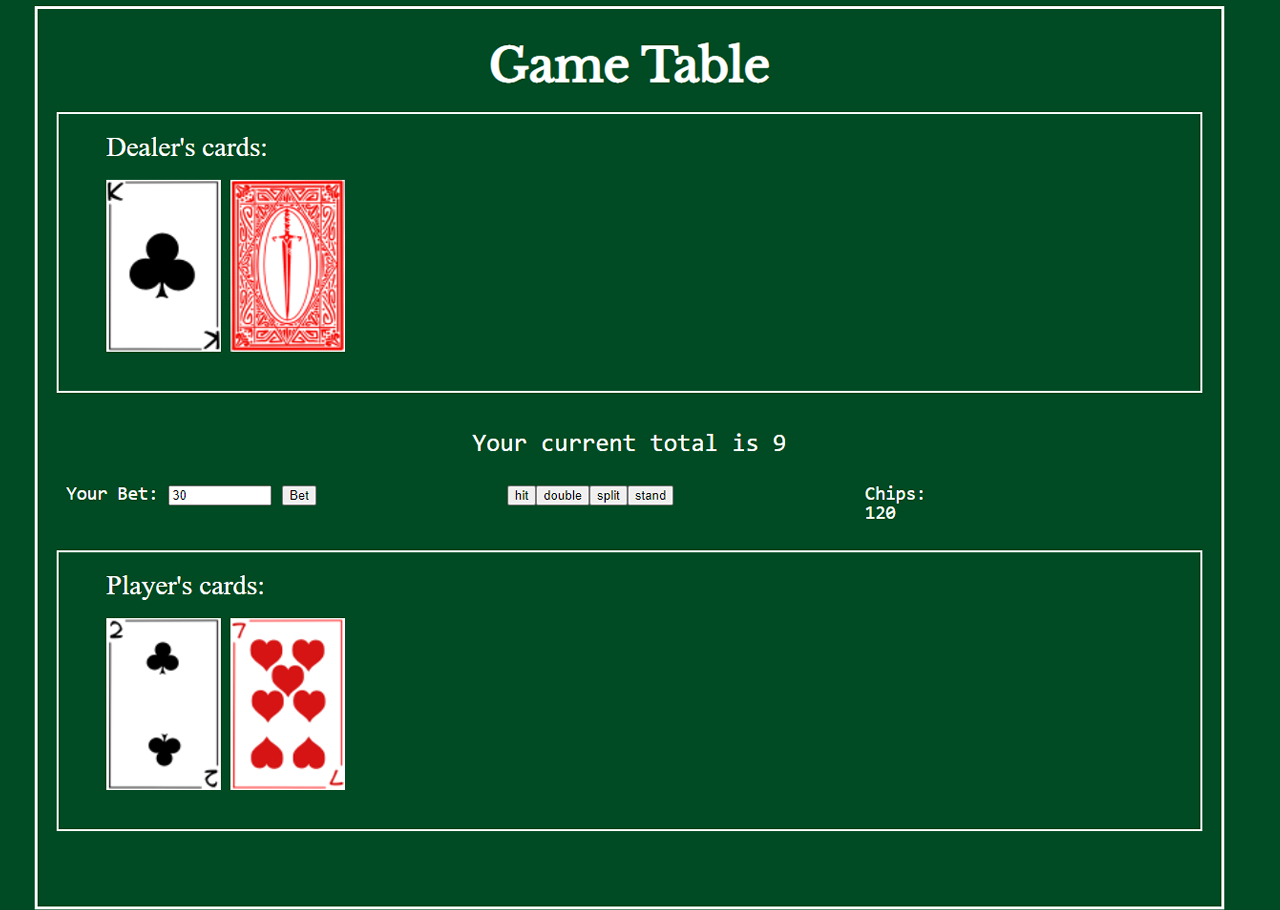 Game Table
Dealer's cards:
K
K
Your current total is 9
Your Bet: 30 Bet hit double split stand Chips:
120
Player's cards:
2 7
2 7